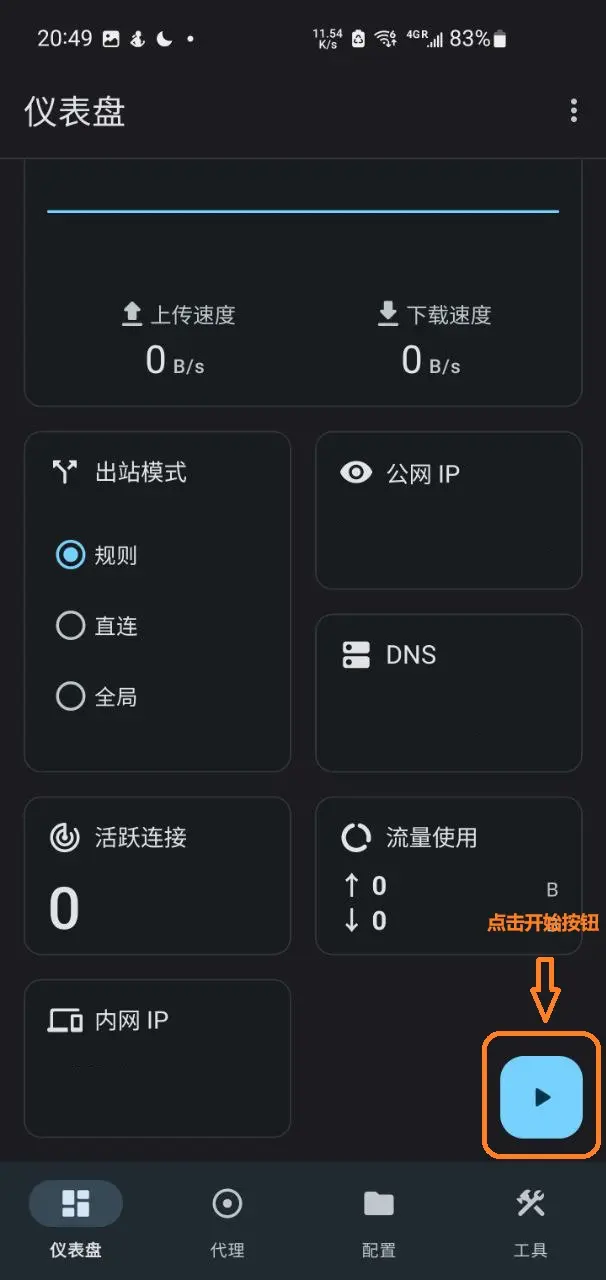 20:49
11.54
K/s
6
4GR
83%
仪表盘
上传速度
下载速度
0 B/s
0 B/s
出站模式
公网 IP
规则
直连
DNS
全局
活跃连接
流量使用
0
↑ 0 B
↓ 0
点击开始按钮
内网 IP
仪表盘
代理
配置
工具